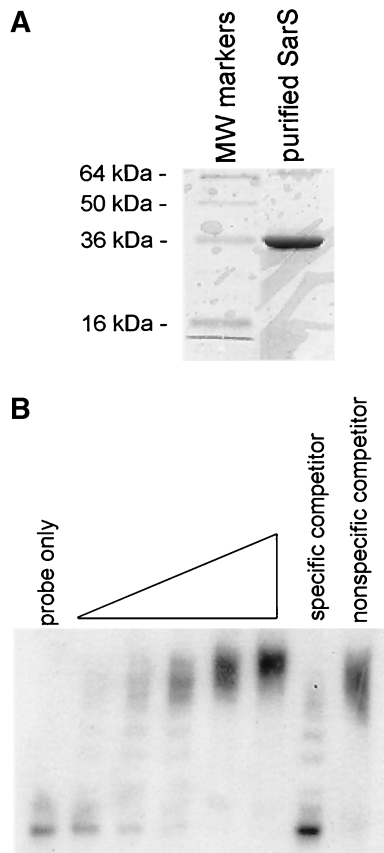 A
MW markers
purified SarS
64 kDa -
50 kDa -
36 kDa -
16 kDa -
B
probe only
specific competitor
nonspecific competitor